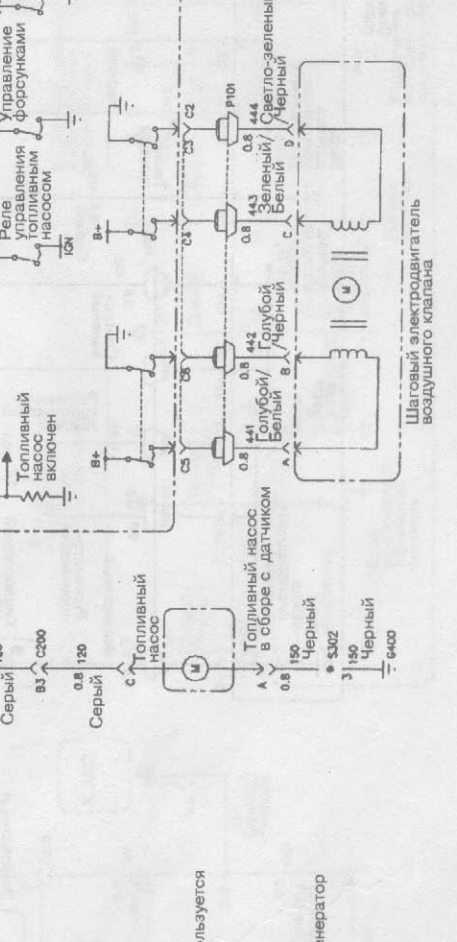 Управление
форсунками
Реле
управления
топливным
насосом
IGN
B+
B+
Топливный
насос
включен
C2
C3
C6
C5
P101
0.8 444
Светло-зеленый
/Черный
0.8 443
Зеленый/
Белый
0.8 442
Голубой
/Черный
0.8 441
Голубой/
Белый
D
C
B
A
M
Шаговый электродвигатель
воздушного клапана
Серый
B3 C200
0.8 120
Серый
C
Топливный
насос
M
Топливный насос
в сборе с датчиком
A
0.8 150
Черный
S302
3 150
Черный
G400